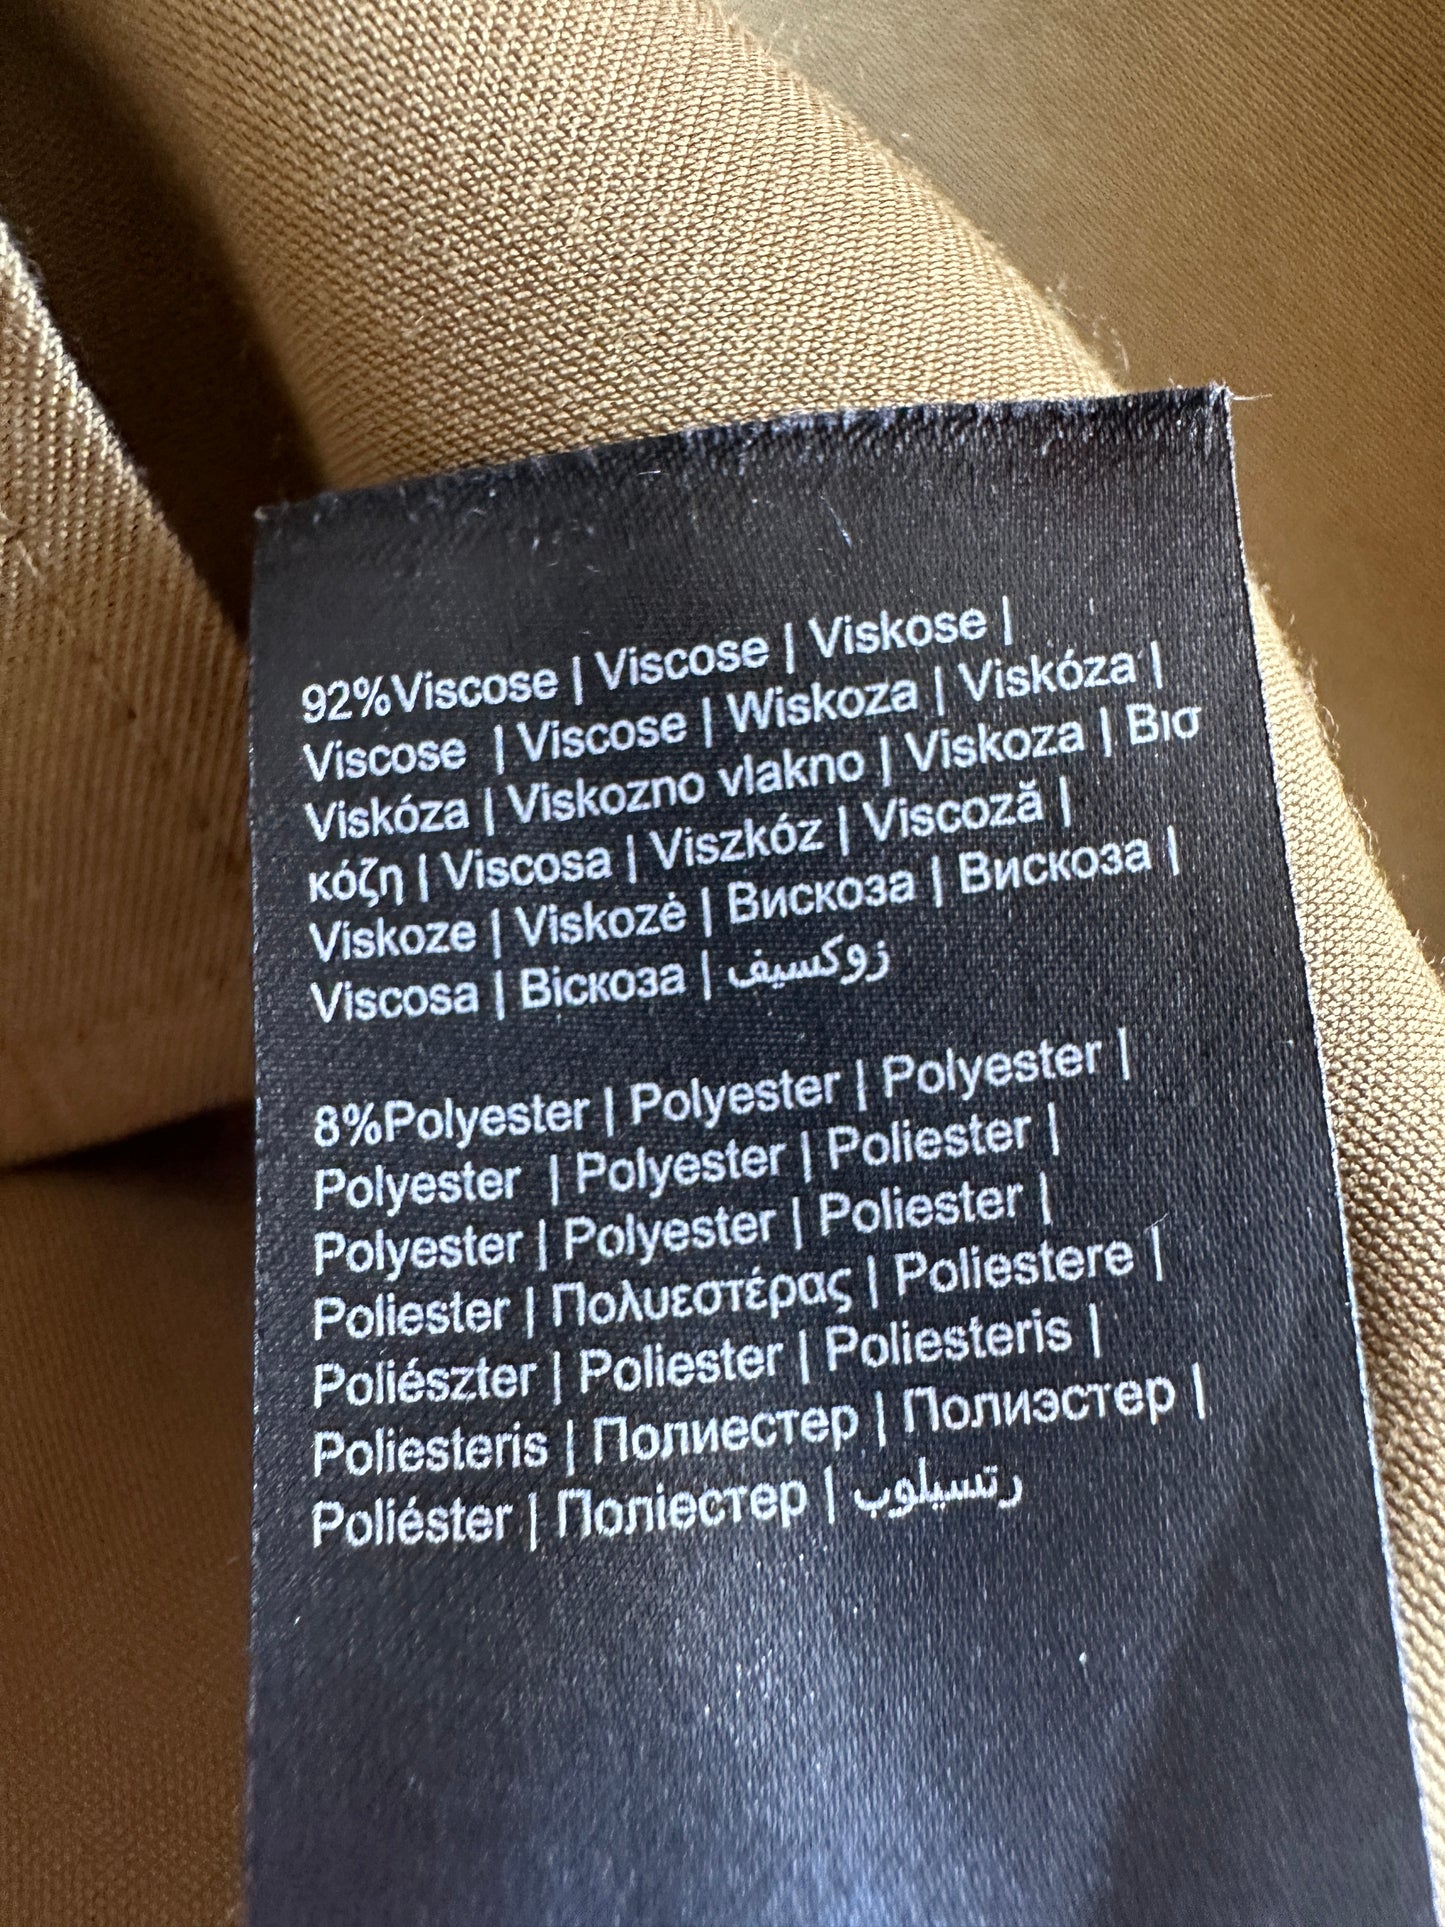 92%Viscose | Viscose | Viskose |
Viscose | Viscose | Wiskoza | Viskóza |
Viskóza | Viskozno vlakno | Viskoza | Βισ
κόζη | Viscosa | Viszkóz | Viscoză |
Viskoze | Viskozė | Вискоза | Вискоза |
Viscosa | Віскоза | زوكسيف
8%Polyester | Polyester | Polyester |
Polyester | Polyester | Poliester |
Polyester | Polyester | Poliester |
Poliester | Πολυεστέρας | Poliestere |
Poliészter | Poliester | Poliesteris |
Poliesteris | Полиестер | Полиэстер |
Poliéster | Поліестер | رتسيلوب